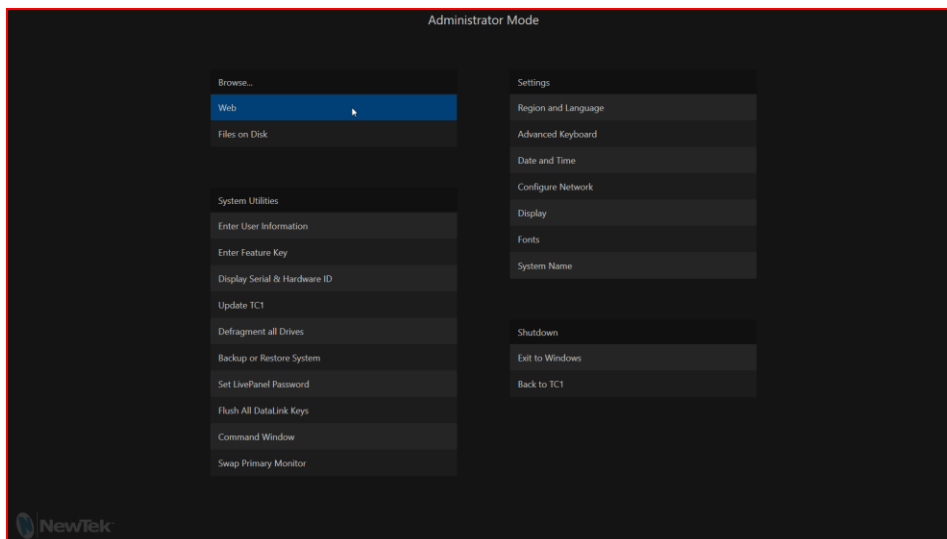 Administrator Mode
Browse...
Web
Files on Disk
System Utilities
Enter User Information
Enter Feature Key
Display Serial & Hardware ID
Update TC1
Defragment all Drives
Backup or Restore System
Set LivePanel Password
Flush All DataLink Keys
Command Window
Swap Primary Monitor
Settings
Region and Language
Advanced Keyboard
Date and Time
Configure Network
Display
Fonts
System Name
Shutdown
Exit to Windows
Back to TC1
NewTek